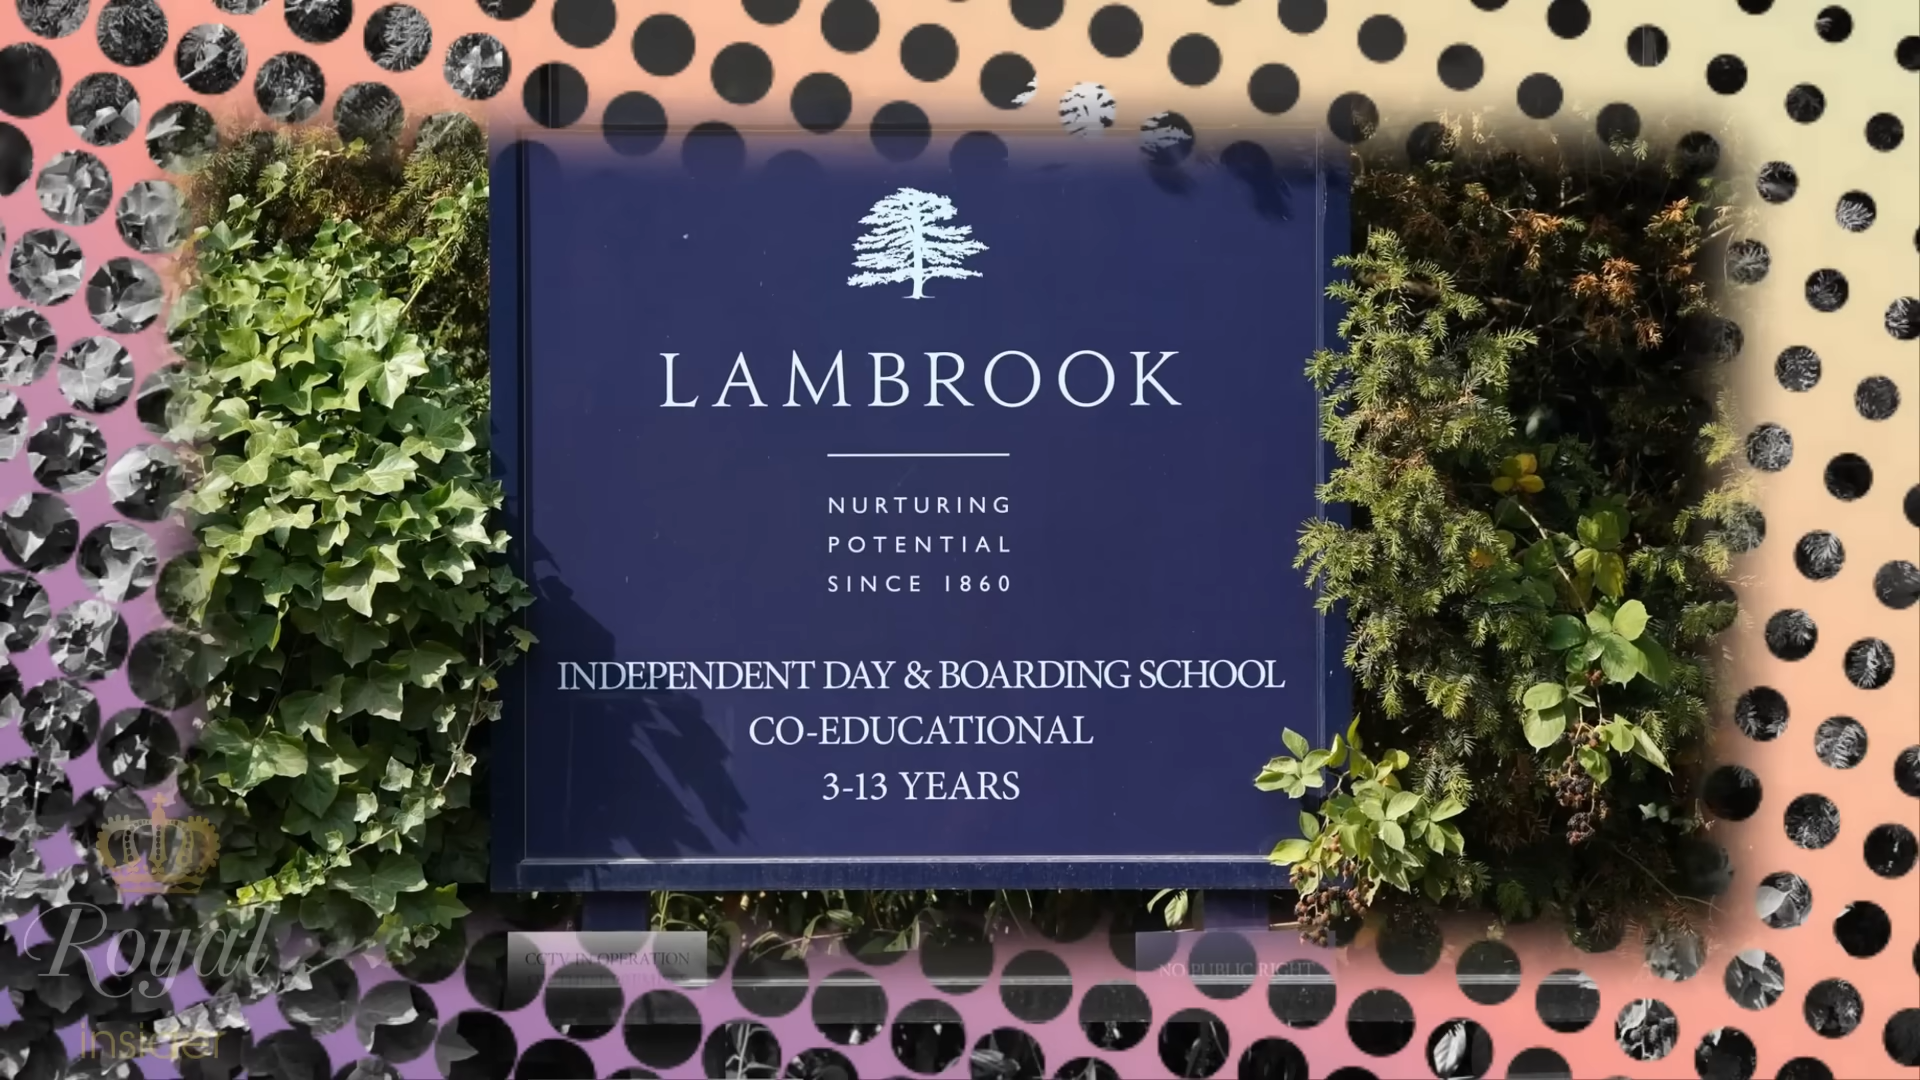 LAMBROOK
NURTURING
POTENTIAL
SINCE 1860
INDEPENDENT DAY & BOARDING SCHOOL
CO-EDUCATIONAL
3-13 YEARS
CCTV IN OPERATION
NO PUBLIC RIGHT
Royal
insider